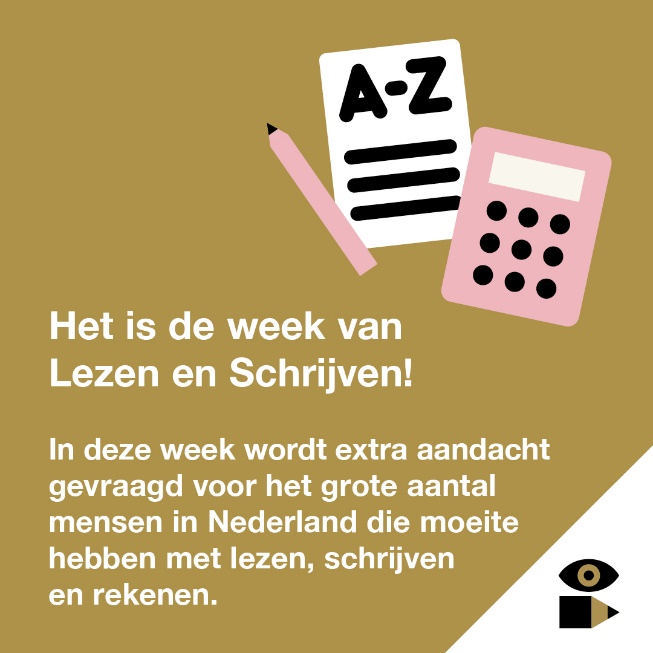 A-Z
Het is de week van
Lezen en Schrijven!
In deze week wordt extra aandacht
gevraagd voor het grote aantal
mensen in Nederland die moeite
hebben met lezen, schrijven
en rekenen.